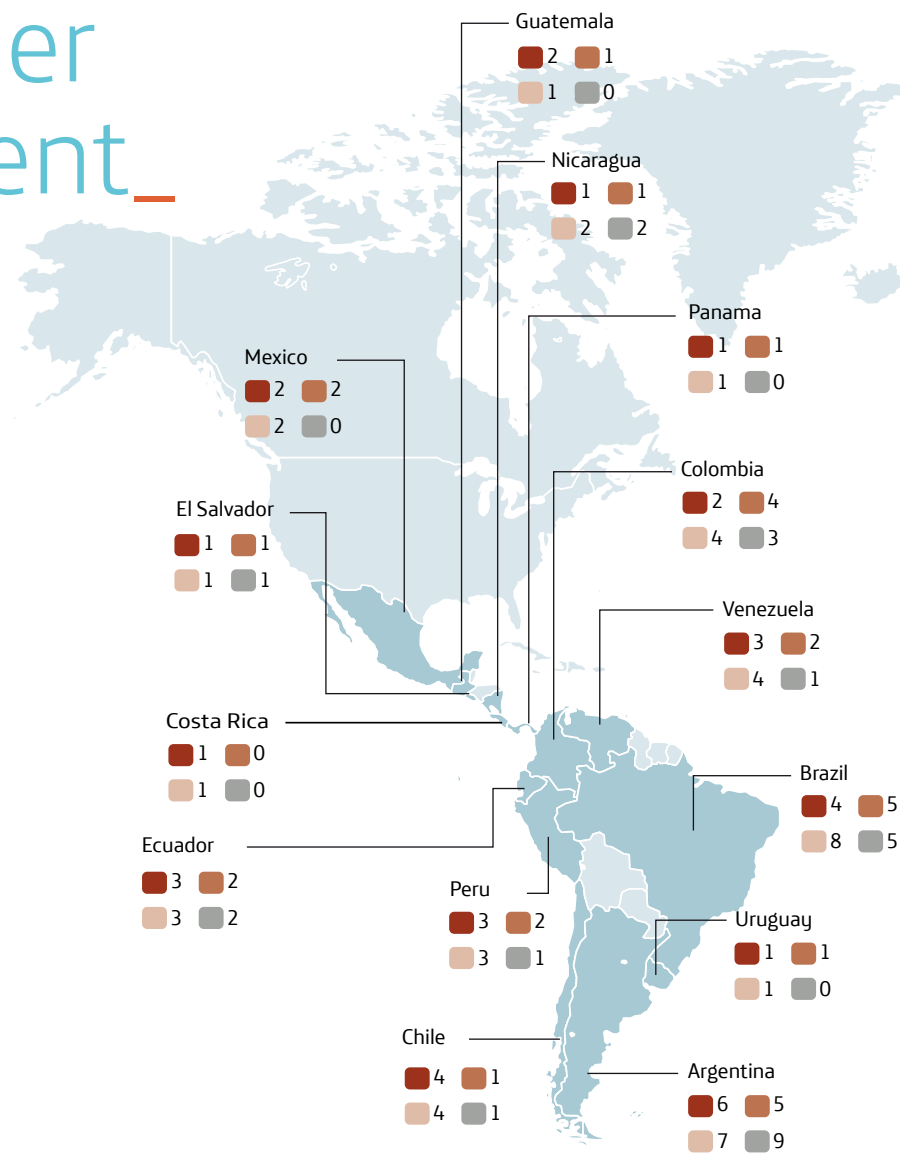 er
ent_
Guatemala
2 1
1 0
Nicaragua
1 1
2 2
Panama
1 1
1 0
Mexico
2 2
2 0
Colombia
2 4
4 3
El Salvador
1 1
1 1
Venezuela
3 2
4 1
Costa Rica
1 0
1 0
Brazil
4 5
8 5
Ecuador
3 2
3 2
Peru
3 2
3 1
Uruguay
1 1
1 0
Chile
4 1
4 1
Argentina
6 5
7 9